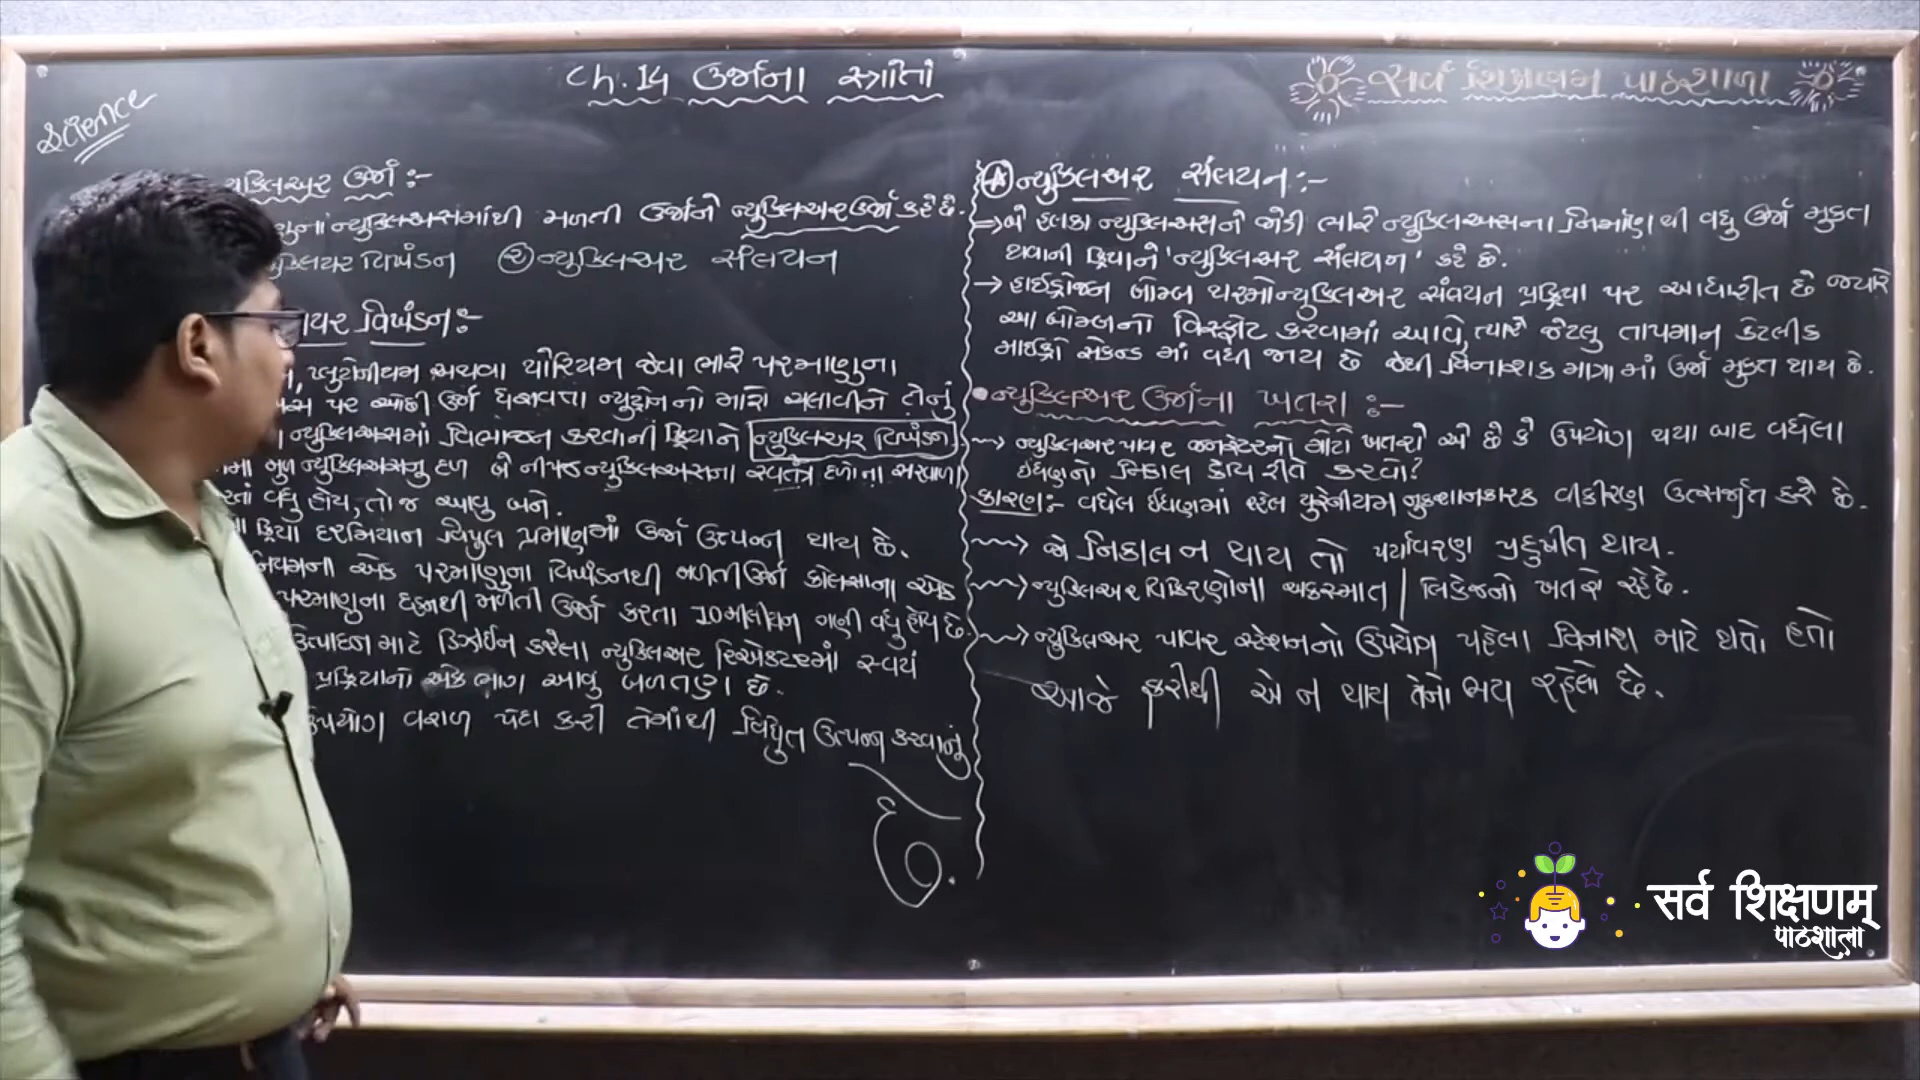 Science
Ch. 14 ઉર્જાના સ્ત્રોતો
સર્વ શિક્ષણમ પાઠશાળા
ન્યુક્લિઅર ઉર્જા :-
ન્યુક્લિઅસમાંથી મળતી ઉર્જાને ન્યુક્લિઅર ઉર્જા કહે છે.
વિખંડન ② ન્યુક્લિઅર સંલયન
વિખંડન :-
, પ્લુટોનીયમ અથવા થોરિયમ જેવા ભારે પરમાણુના
પર ઓછી ઉર્જા ધરાવતા ન્યુટ્રોનનો મારો ચલાવીને તેનું
ન્યુક્લિઅસમાં વિભાજન કરવાની ક્રિયાને ન્યુક્લિઅર વિખંડન
મુળ ન્યુક્લિઅસનુ દળ બે નીપજ ન્યુક્લિઅસના સ્વતંત્ર દળોના સરવાળા
વધુ હોય, તો જ આવુ બને.
ક્રિયા દરમિયાન વિપુલ પ્રમાણમાં ઉર્જા ઉત્પન્ન થાય છે.
એક પરમાણુના વિખંડનથી મળતી ઉર્જા કોલસાના એક
પરમાણુના દહનથી મળતી ઉર્જા કરતા 10 મીલીયન ગણી વધુ હોય છે.
ઉત્પાદન માટે ડિઝાઈન કરેલા ન્યુક્લિઅર રિએક્ટરમાં સ્વયં
પ્રક્રિયાનો એક ભાગ આવુ બળતણ છે.
ઉપયોગ વરાળ પેદા કરી તેમાંથી વિધુત ઉત્પન્ન કરવાનું
છે.
Ⓐ ન્યુક્લિઅર સંલયન :-
→ બે હલકા ન્યુક્લિઅસને જોડી ભારે ન્યુક્લિઅસના નિર્માણ થી વધુ ઉર્જા મુક્ત
થવાની ક્રિયાને 'ન્યુક્લિઅર સંલયન' કહે છે.
→ હાઈડ્રોજન બોમ્બ થરમોન્યુક્લિઅર સંલયન પ્રક્રિયા પર આધારીત છે જ્યારે
આ બોમ્બનો વિસ્ફોટ કરવામાં આવે, ત્યારે જેટલુ તાપમાન કેટલીક
માઈક્રો સેકન્ડ માં વધી જાય છે જેથી વિનાશક માત્રામાં ઉર્જા મુક્ત થાય છે.
• ન્યુક્લિઅર ઉર્જાના ખતરા :-
→ ન્યુક્લિઅર પાવર જનરેટરનો મોટો ખતરો એ છે કે ઉપયોગ થયા બાદ વધેલા
ઇંધણનો નિકાલ કેવિ રીતે કરવો?
કારણ :- વધેલ ઇંધણમાં રહેલ યુરેનીયમ નુકશાનકારક વીકીરણ ઉત્સર્જીત કરે છે.
→ જો નિકાલ ન થાય તો પર્યાવરણ પ્રદુષીત થાય.
→ ન્યુક્લિઅર વિકિરણોના અકસ્માત / લિકેજનો ખતરો રહે છે.
→ ન્યુક્લિઅર પાવર સ્ટેશનનો ઉપયોગ પહેલા વિનાશ માટે થતો હતો
આજે ફરીથી એ ન થાય તેનો ભય રહેલો છે.
सर्व शिक्षणम्
पाठशाला